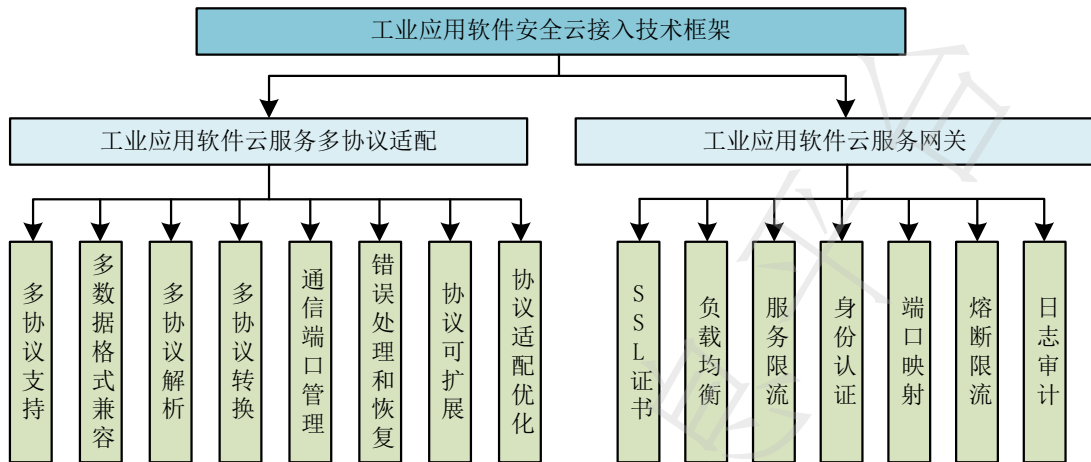 工业应用软件安全云接入技术框架
工业应用软件云服务多协议适配
工业应用软件云服务网关
多协议支持
多数据格式兼容
多协议解析
多协议转换
通信端口管理
错误处理和恢复
协议可扩展
协议适配优化
SSL证书
负载均衡
服务限流
身份认证
端口映射
熔断限流
日志审计